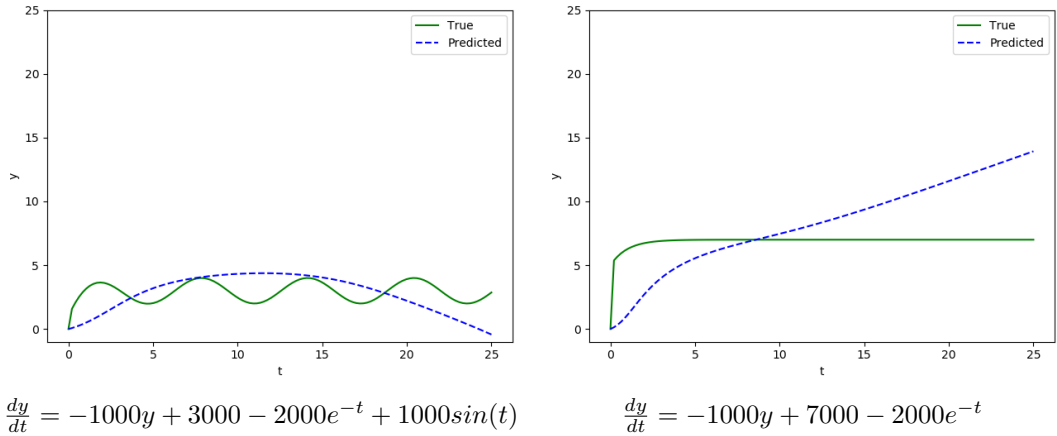 25
20
15
10
5
0
y
0 5 10 15 20 25
t
True
Predicted
25
20
15
10
5
0
y
0 5 10 15 20 25
t
True
Predicted
dy/dt = −1000y + 3000 − 2000e^{−t} + 1000sin(t)
dy/dt = −1000y + 7000 − 2000e^{−t}